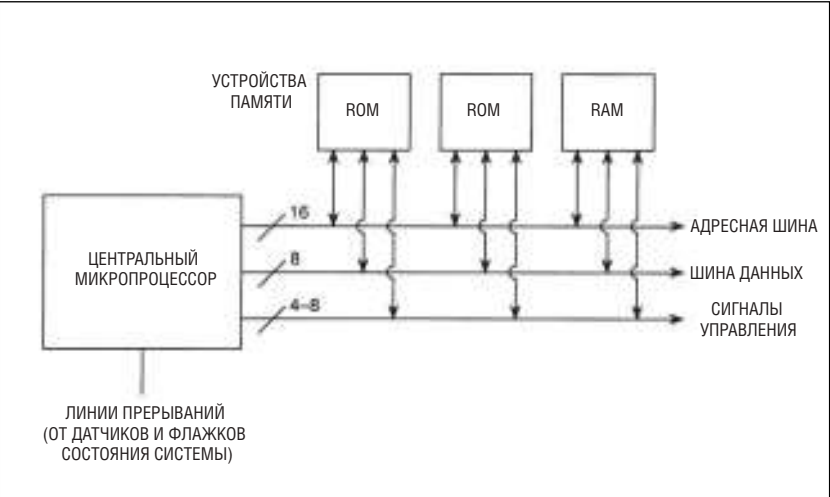 УСТРОЙСТВА
ПАМЯТИ
ROM
ROM
RAM
16
АДРЕСНАЯ ШИНА
ЦЕНТРАЛЬНЫЙ
МИКРОПРОЦЕССОР
8
ШИНА ДАННЫХ
4–8
СИГНАЛЫ
УПРАВЛЕНИЯ
ЛИНИИ ПРЕРЫВАНИЙ
(ОТ ДАТЧИКОВ И ФЛАЖКОВ
СОСТОЯНИЯ СИСТЕМЫ)